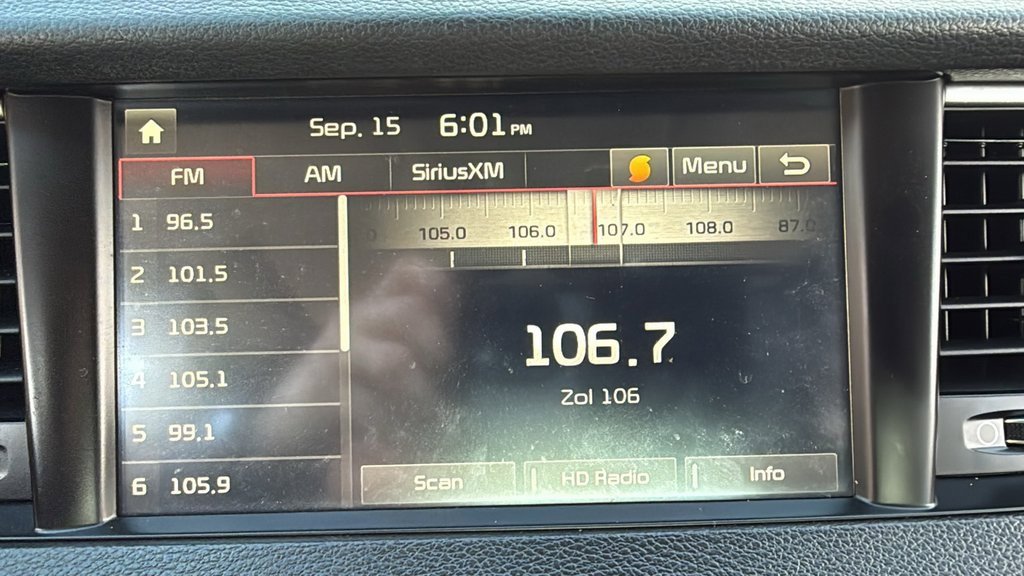 Sep. 15 6:01 PM
FM AM SiriusXM Menu
1 96.5
2 101.5
3 103.5
4 105.1
5 99.1
6 105.9
105.0 106.0 107.0 108.0 87.0
106.7
Zol 106
Scan HD Radio Info